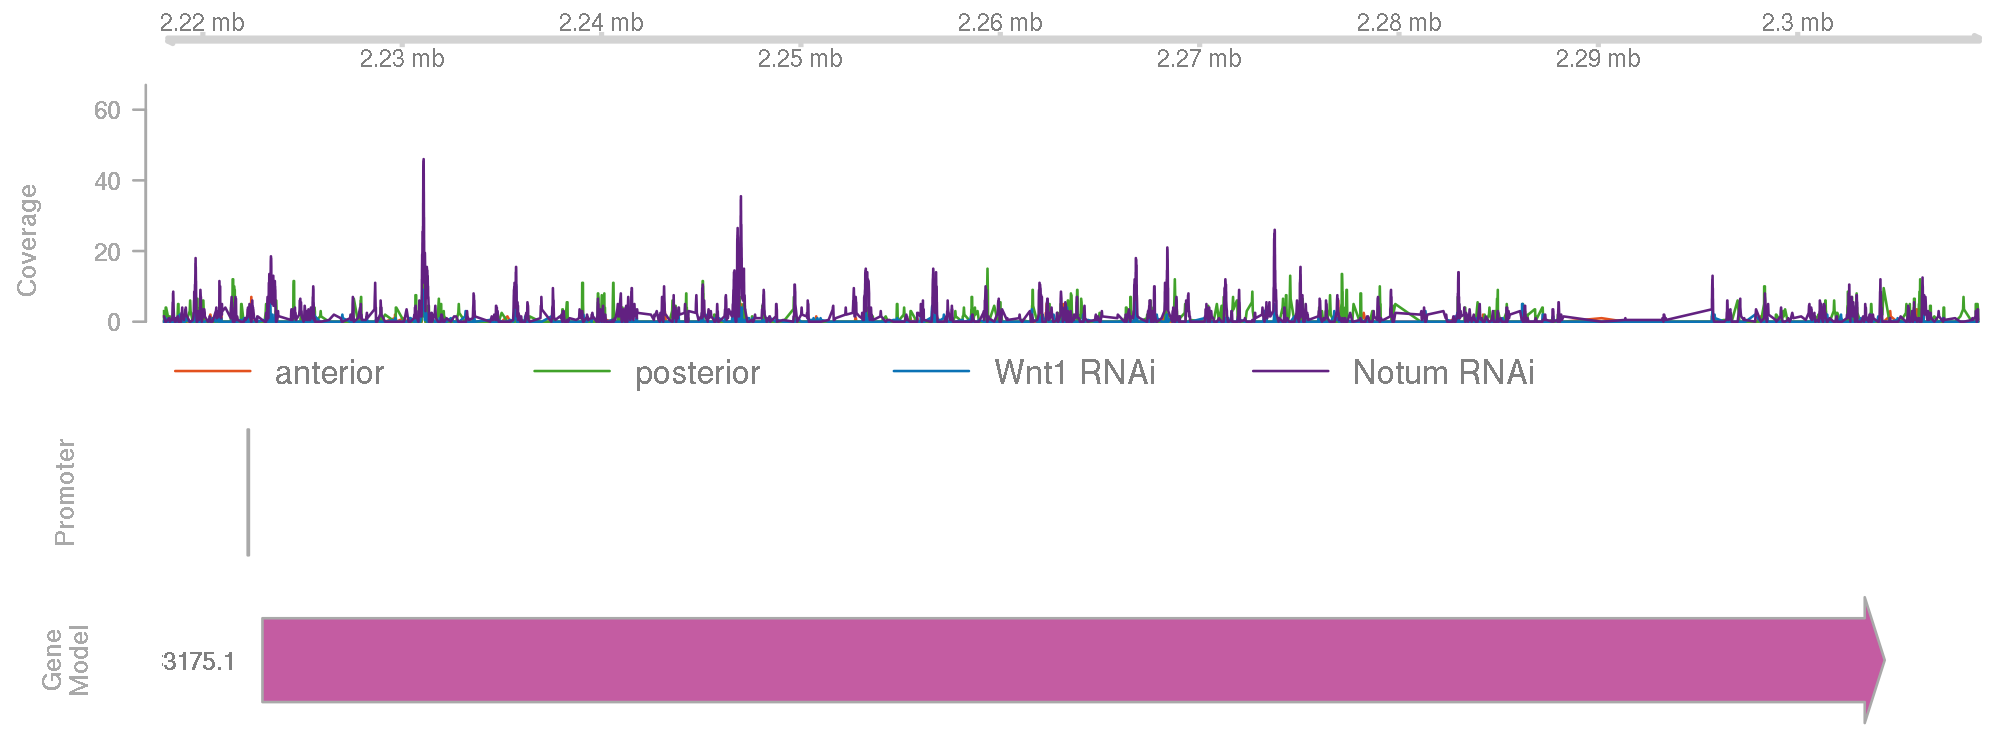 2.22 mb 2.24 mb 2.26 mb 2.28 mb 2.3 mb
2.23 mb 2.25 mb 2.27 mb 2.29 mb
Coverage
60
40
20
0
anterior posterior Wnt1 RNAi Notum RNAi
Promoter
Gene
Model
3175.1